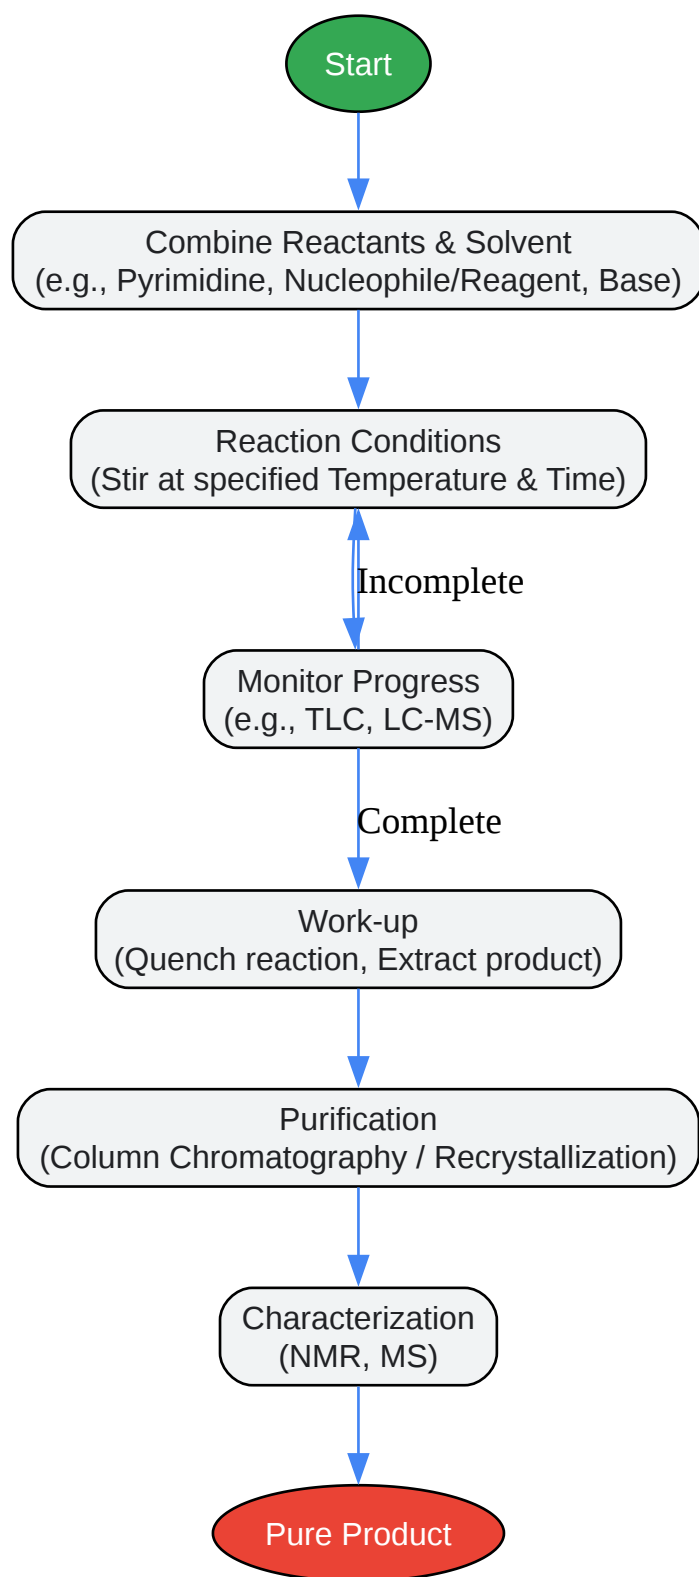 Start
Combine Reactants & Solvent
(e.g., Pyrimidine, Nucleophile/Reagent, Base)
Reaction Conditions
(Stir at specified Temperature & Time)
Incomplete
Monitor Progress
(e.g., TLC, LC-MS)
Complete
Work-up
(Quench reaction, Extract product)
Purification
(Column Chromatography / Recrystallization)
Characterization
(NMR, MS)
Pure Product